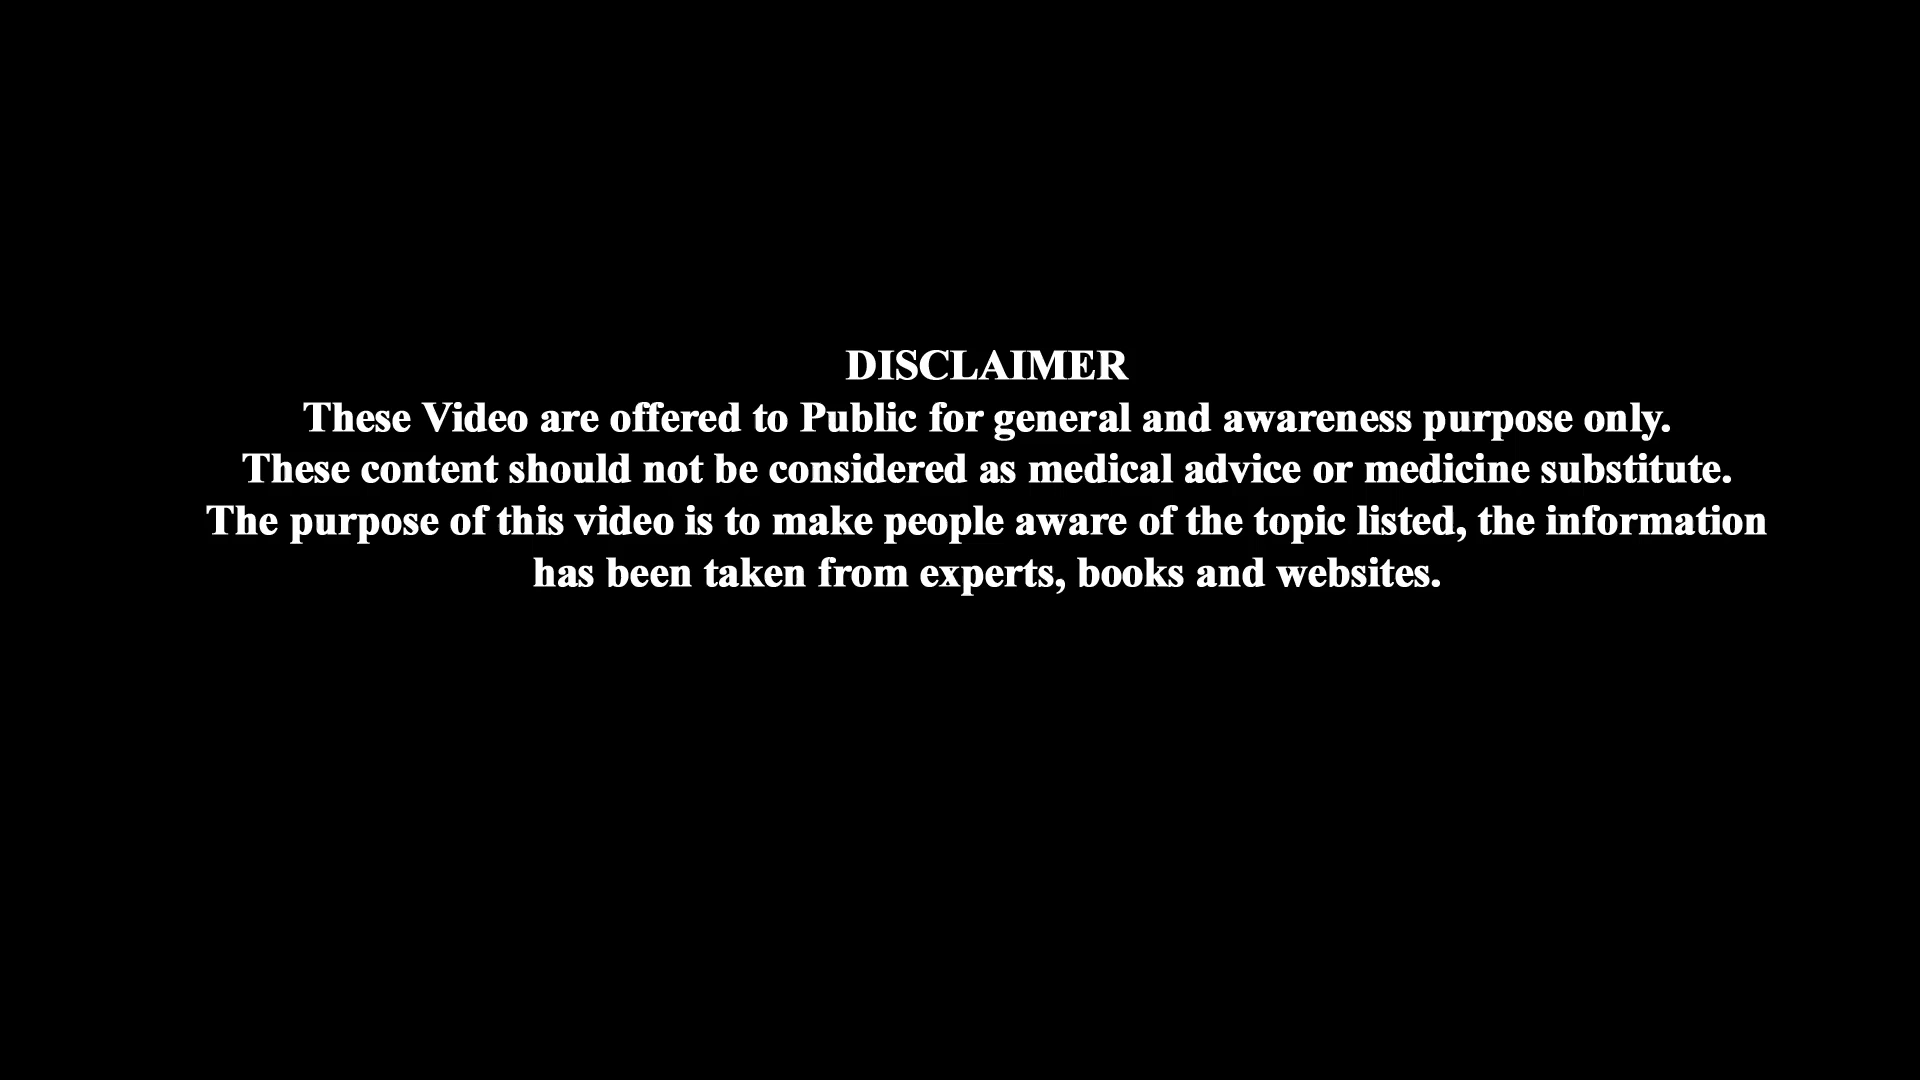 DISCLAIMER
These Video are offered to Public for general and awareness purpose only.
These content should not be considered as medical advice or medicine substitute.
The purpose of this video is to make people aware of the topic listed, the information
has been taken from experts, books and websites.